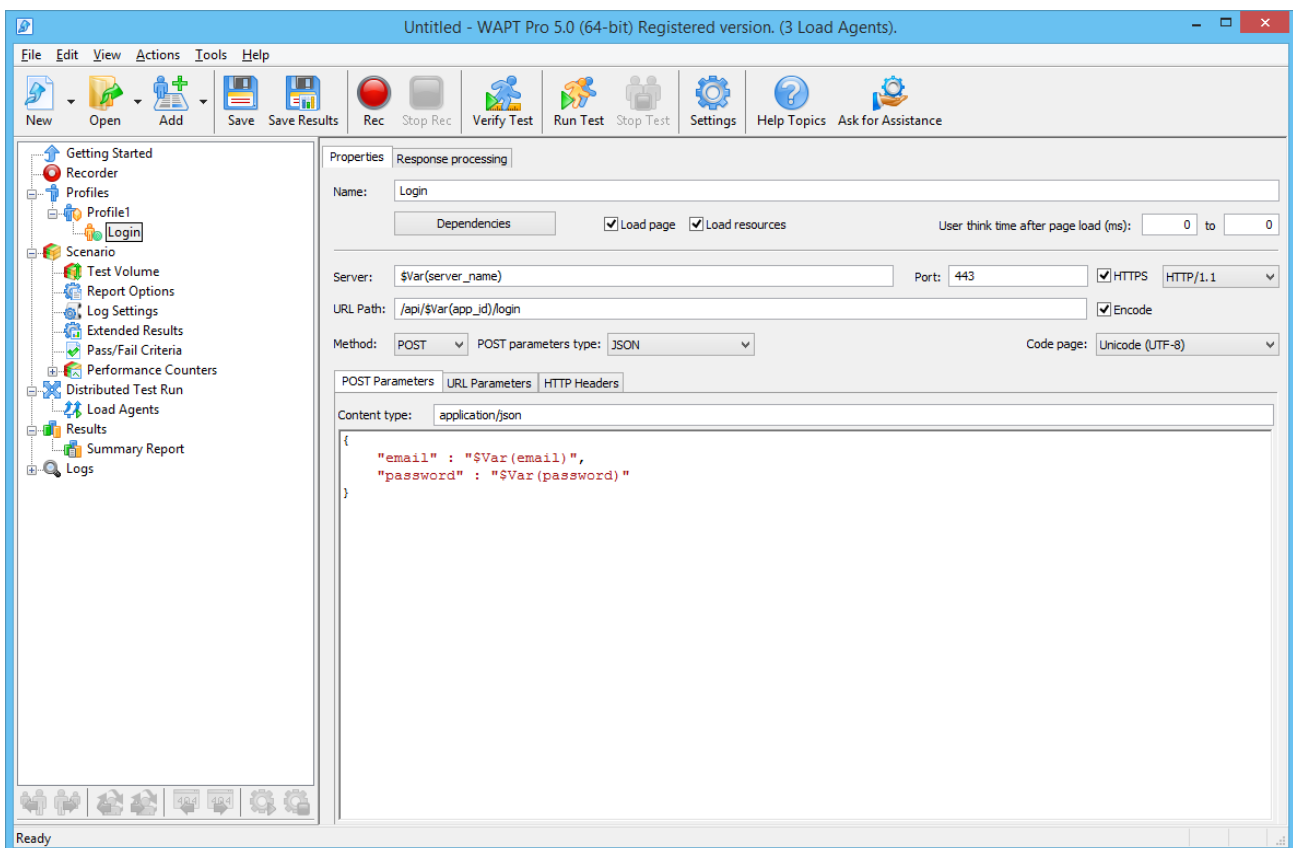 Untitled - WAPT Pro 5.0 (64-bit) Registered version. (3 Load Agents).
File Edit View Actions Tools Help
New Open Add Save Save Results Rec Stop Rec Verify Test Run Test Stop Test Settings Help Topics Ask for Assistance
Getting Started
Recorder
Profiles
Profile1
Login
Scenario
Test Volume
Report Options
Log Settings
Extended Results
Pass/Fail Criteria
Performance Counters
Distributed Test Run
Load Agents
Results
Summary Report
Logs
Properties Response processing
Name: Login
Dependencies Load page Load resources User think time after page load (ms): 0 to 0
Server: $Var(server_name) Port: 443 HTTPS HTTP/1.1
URL Path: /api/$Var(app_id)/login Encode
Method: POST POST parameters type: JSON Code page: Unicode (UTF-8)
POST Parameters URL Parameters HTTP Headers
Content type: application/json
{
"email" : "$Var(email)",
"password" : "$Var(password)"
}
404 404
Ready